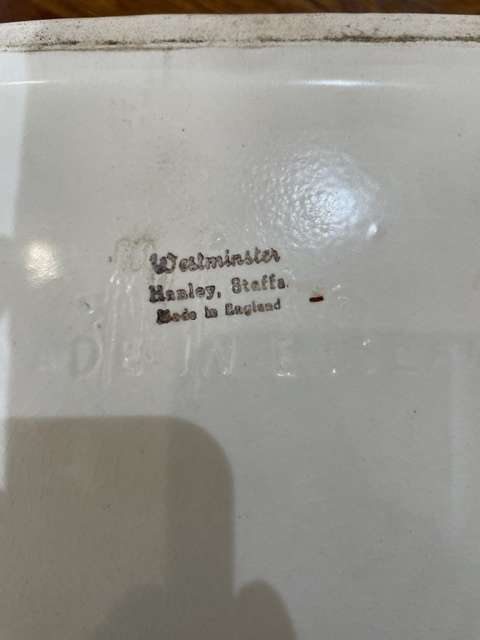 Westminster
Hanley, Staffs.
Made in England